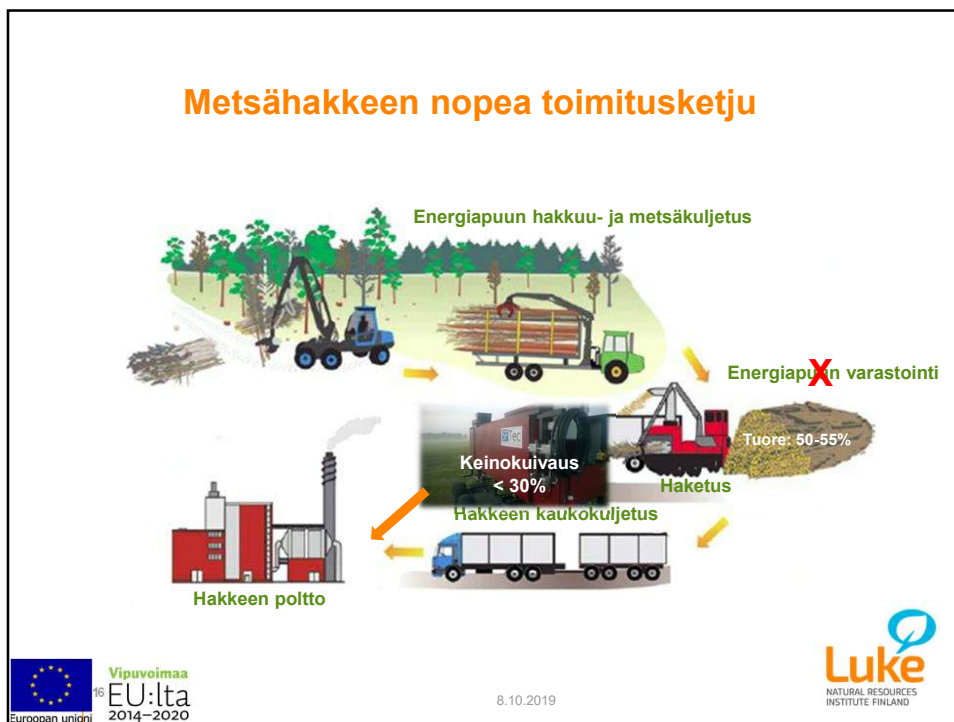 Metsähakkeen nopea toimitusketju
Energiapuun hakkuu- ja metsäkuljetus
Energiapuun varastointi
X
Tuore: 50-55%
Keinokuivaus
< 30%
Haketus
Hakkeen kaukokuljetus
Hakkeen poltto
Euroopan unioni
16
Vipuvoimaa
EU:lta
2014–2020
8.10.2019
Luke
NATURAL RESOURCES
INSTITUTE FINLAND